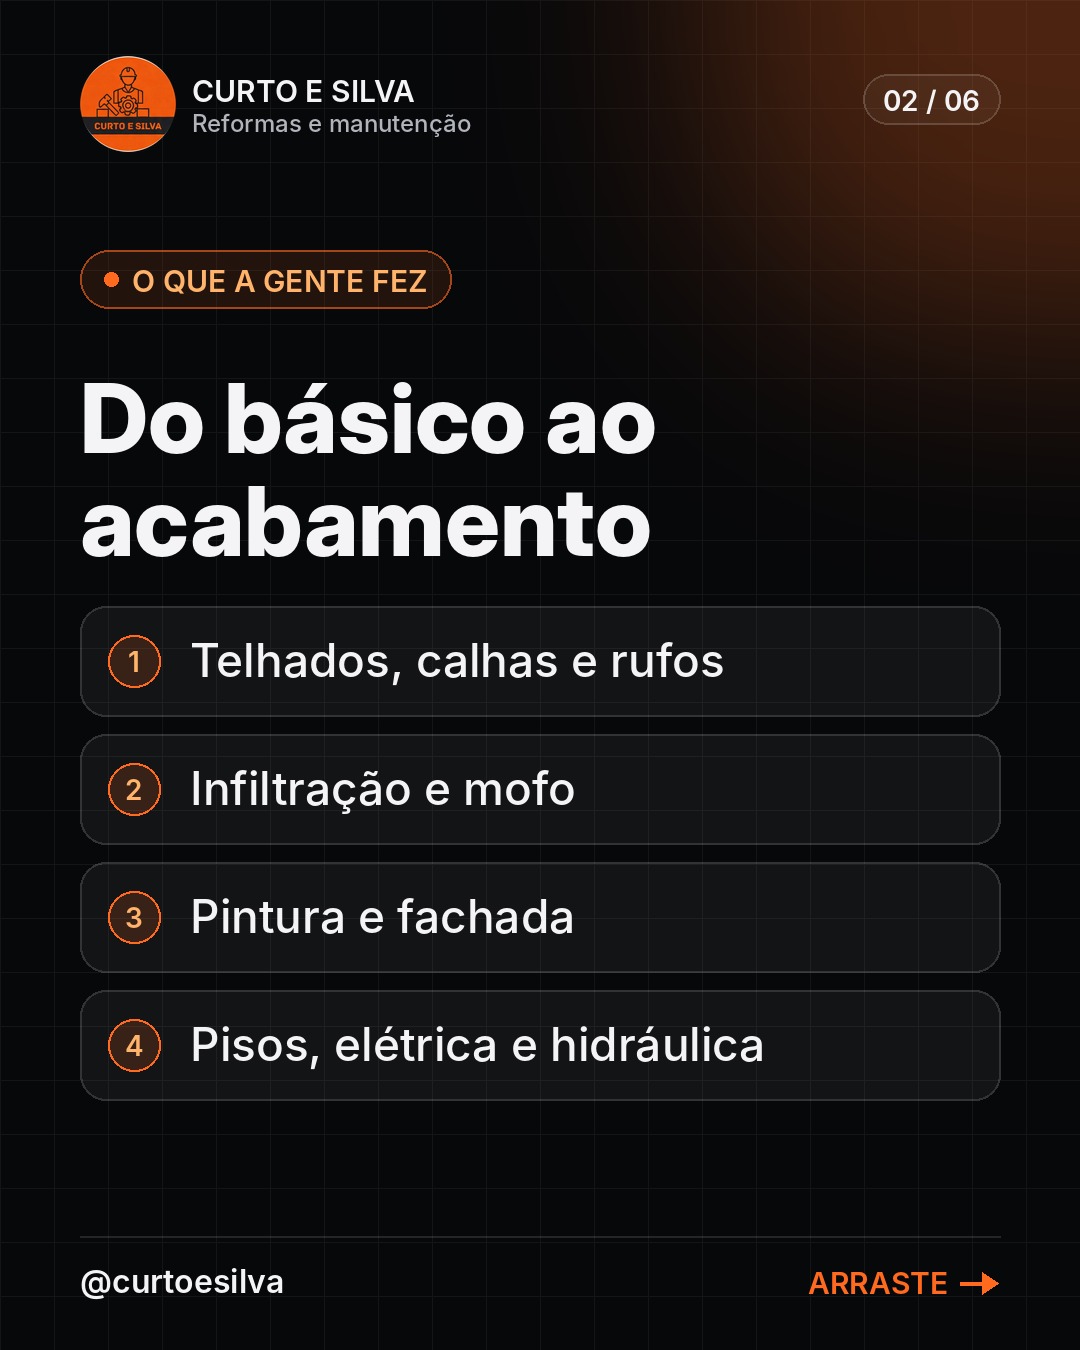 CURTO E SILVA
CURTO E SILVA
Reformas e manutenção
02 / 06
O QUE A GENTE FEZ
Do básico ao
acabamento
1 Telhados, calhas e rufos
2 Infiltração e mofo
3 Pintura e fachada
4 Pisos, elétrica e hidráulica
@curtoesilva
ARRASTE